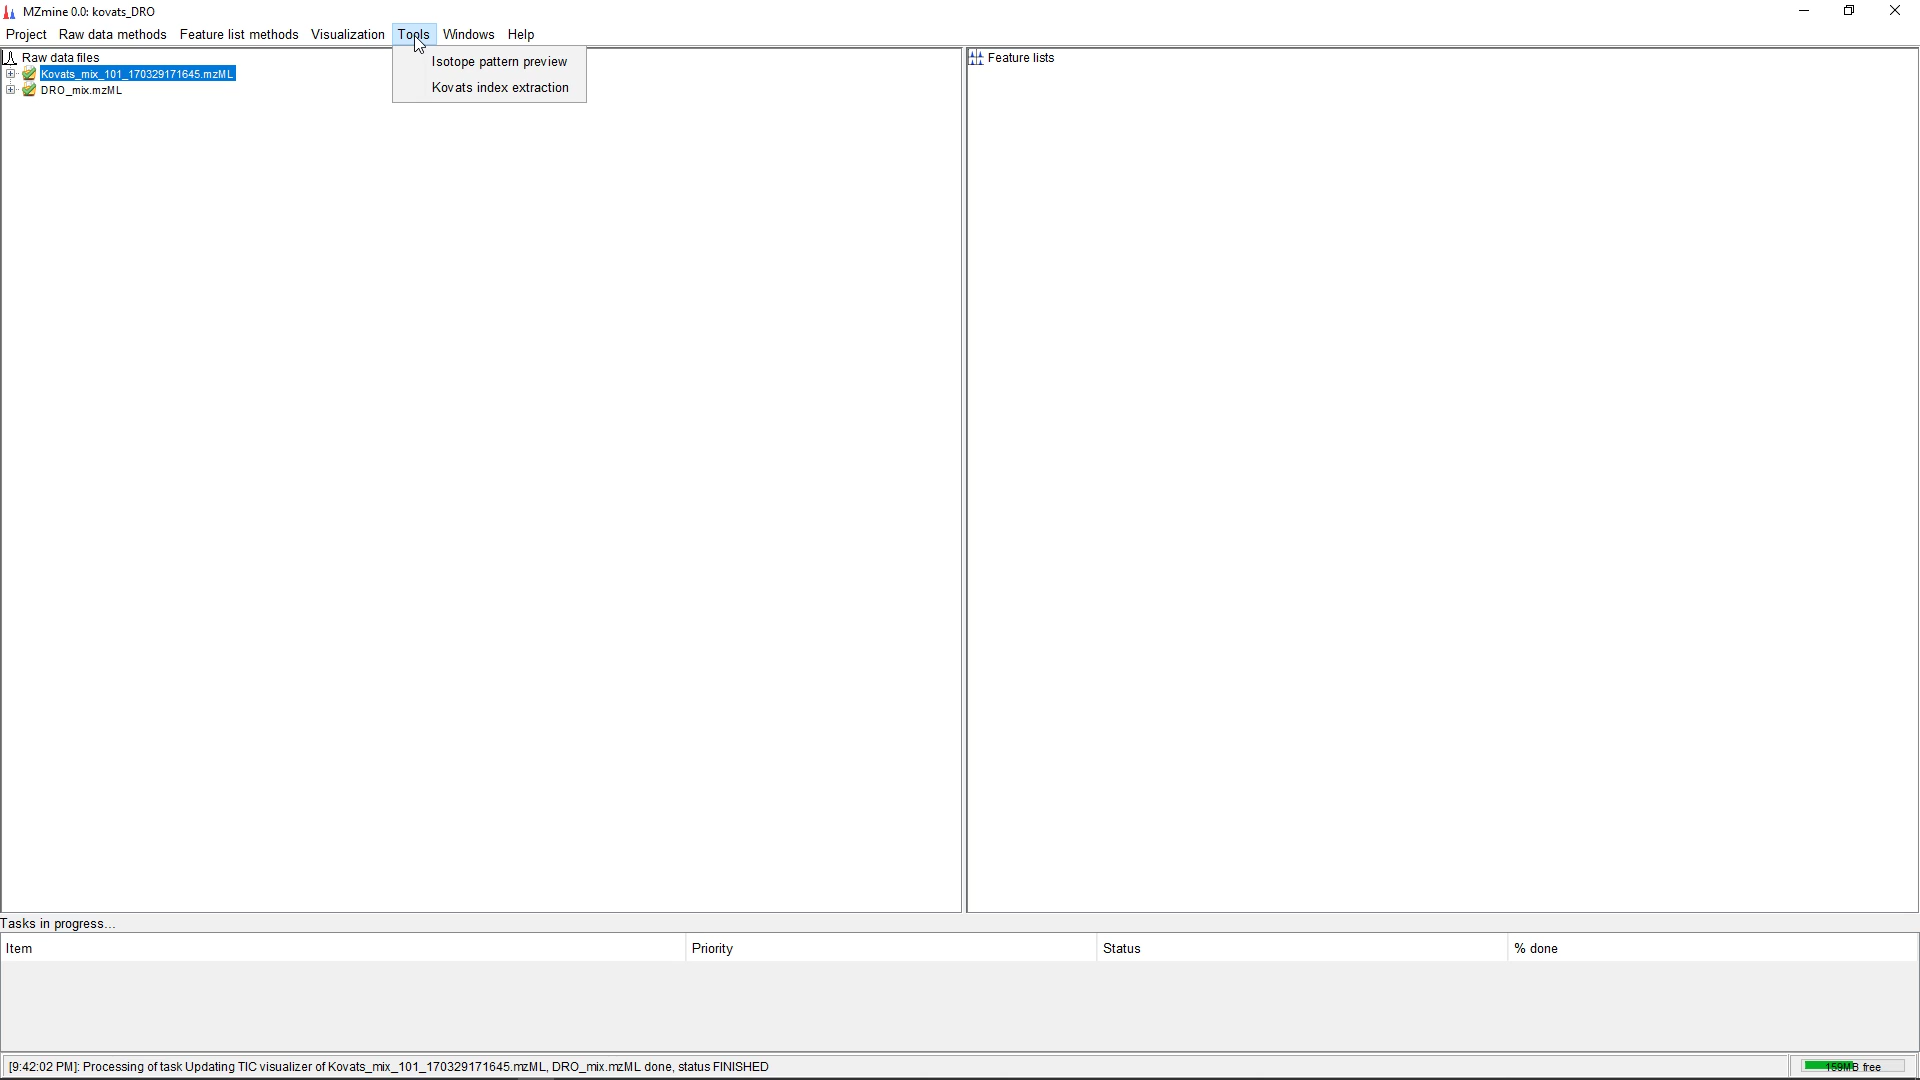 MZmine 0.0: kovats_DRO
Project Raw data methods Feature list methods Visualization Tools Windows Help
Isotope pattern preview
Kovats index extraction
Raw data files
Kovats_mix_101_170329171645.mzML
DRO_mix.mzML
Feature lists
Tasks in progress...
Item Priority Status % done
[9:42:02 PM]: Processing of task Updating TIC visualizer of Kovats_mix_101_170329171645.mzML, DRO_mix.mzML done, status FINISHED
159MB free